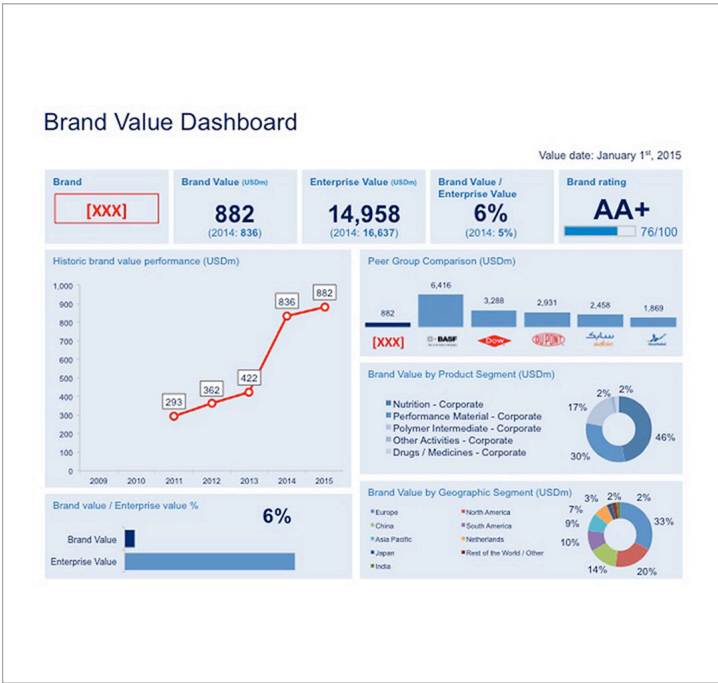 Brand Value Dashboard
Value date: January 1st, 2015
Brand
[XXX]
Brand Value (USDm)
882
(2014: 836)
Enterprise Value (USDm)
14,958
(2014: 16,637)
Brand Value /
Enterprise Value
6%
(2014: 5%)
Brand rating
AA+
76/100
Historic brand value performance (USDm)
1,000
900
800
700
600
500
400
300
200
100
0
293
362
422
836
882
2009 2010 2011 2012 2013 2014 2015
Peer Group Comparison (USDm)
882 6,416 3,288 2,931 2,458 1,869
[XXX] BASF Dow DUPONT سابك sabic
Brand Value by Product Segment (USDm)
Nutrition - Corporate
Performance Material - Corporate
Polymer Intermediate - Corporate
Other Activities - Corporate
Drugs / Medicines - Corporate
2% 2%
17%
46%
30%
Brand value / Enterprise value %
6%
Brand Value
Enterprise Value
Brand Value by Geographic Segment (USDm)
Europe North America
China South America
Asia Pacific Netherlands
Japan Rest of the World / Other
India
3% 2% 2%
7%
9%
33%
10%
14% 20%